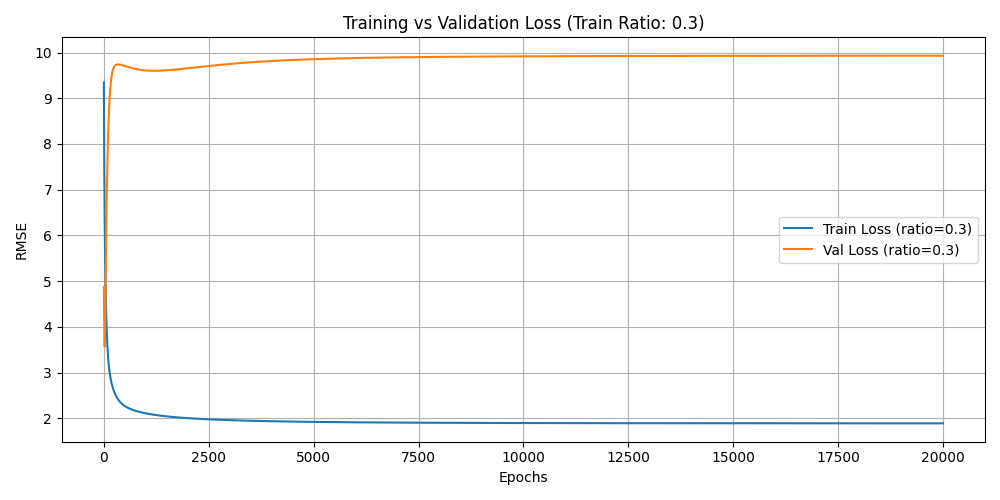 Training vs Validation Loss (Train Ratio: 0.3)
10
9
8
7
6
5
4
3
2
RMSE
Train Loss (ratio=0.3)
Val Loss (ratio=0.3)
0 2500 5000 7500 10000 12500 15000 17500 20000
Epochs